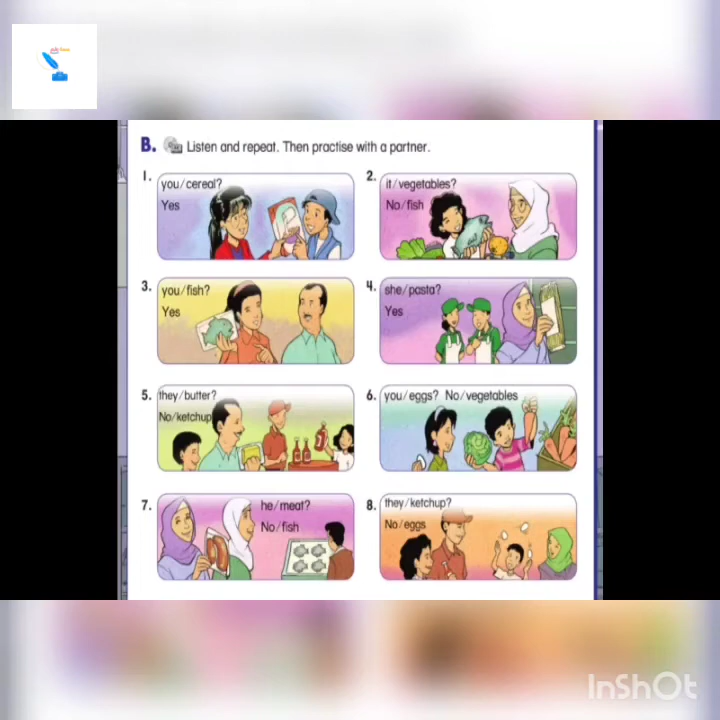 B. Listen and repeat. Then practise with a partner.
1. you/cereal?
Yes
2. it/vegetables?
No/fish
3. you/fish?
Yes
4. she/pasta?
Yes
5. they/butter?
No/ketchup
6. you/eggs? No/vegetables
7. he/meat?
No/fish
8. they/ketchup?
No/eggs
InShOt